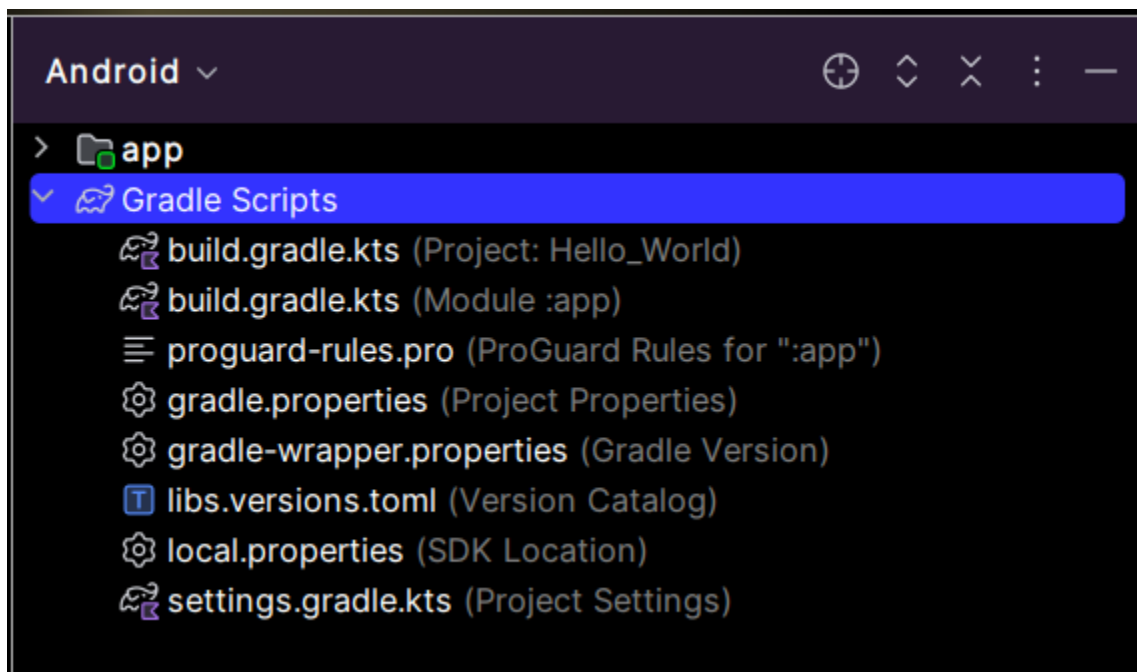 Android
app
Gradle Scripts
build.gradle.kts (Project: Hello_World)
build.gradle.kts (Module :app)
proguard-rules.pro (ProGuard Rules for ":app")
gradle.properties (Project Properties)
gradle-wrapper.properties (Gradle Version)
libs.versions.toml (Version Catalog)
local.properties (SDK Location)
settings.gradle.kts (Project Settings)